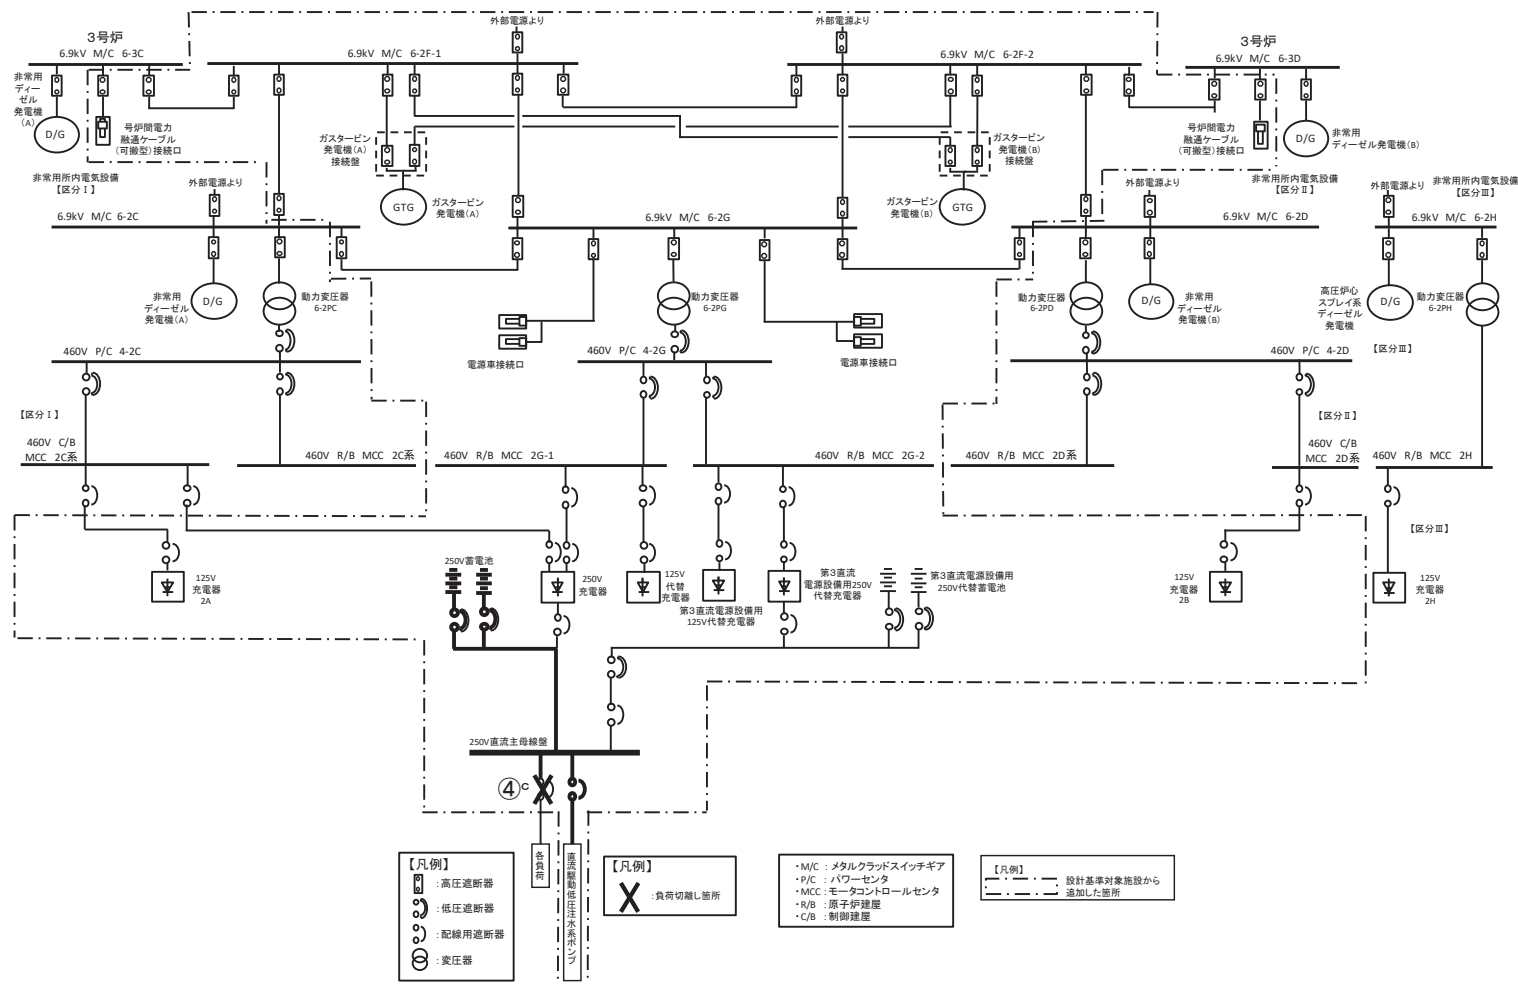 外部電源より
外部電源より
3号炉
6.9kV M/C 6-3C
6.9kV M/C 6-2F-1
6.9kV M/C 6-2F-2
3号炉
6.9kV M/C 6-3D
非常用
ディー
ゼル
発電機
(A)
D/G
号炉間電力
融通ケーブル
(可搬型)接続口
ガスタービン
発電機(A)
接続盤
ガスタービン
発電機(B)
接続盤
号炉間電力
融通ケーブル
(可搬型)接続口
D/G
非常用
ディーゼル発電機(B)
非常用所内電気設備
【区分Ⅰ】
外部電源より
6.9kV M/C 6-2C
GTG
ガスタービン
発電機(A)
6.9kV M/C 6-2G
ガスタービン
発電機(B)
GTG
外部電源より
非常用所内電気設備
【区分Ⅱ】
6.9kV M/C 6-2D
外部電源より
非常用所内電気設備
【区分Ⅲ】
6.9kV M/C 6-2H
非常用
ディーゼル
発電機(A)
D/G
動力変圧器
6-2PC
動力変圧器
6-2PG
動力変圧器
6-2PD
D/G
非常用
ディーゼル
発電機(B)
高圧炉心
スプレイ系
ディーゼル
発電機
D/G
動力変圧器
6-2PH
460V P/C 4-2C
電源車接続口
460V P/C 4-2G
電源車接続口
460V P/C 4-2D
【区分Ⅲ】
【区分Ⅰ】
【区分Ⅱ】
460V C/B
MCC 2C系
460V R/B MCC 2C系
460V R/B MCC 2G-1
460V R/B MCC 2G-2
460V R/B MCC 2D系
460V C/B
MCC 2D系
460V R/B MCC 2H
【区分Ⅲ】
125V
充電器
2A
250V蓄電池
250V
充電器
125V
代替
充電器
第3直流電源設備用
125V代替充電器
第3直流
電源設備用250V
代替充電器
第3直流電源設備用
250V代替蓄電池
125V
充電器
2B
125V
充電器
2H
250V直流主母線盤
④c
各負荷
直流駆動低圧注水系ポンプ
【凡例】
:高圧遮断器
:低圧遮断器
:配線用遮断器
:変圧器
【凡例】
:負荷切離し箇所
・M/C :メタルクラッドスイッチギア
・P/C :パワーセンタ
・MCC:モータコントロールセンタ
・R/B :原子炉建屋
・C/B :制御建屋
【凡例】
:設計基準対象施設から
追加した箇所